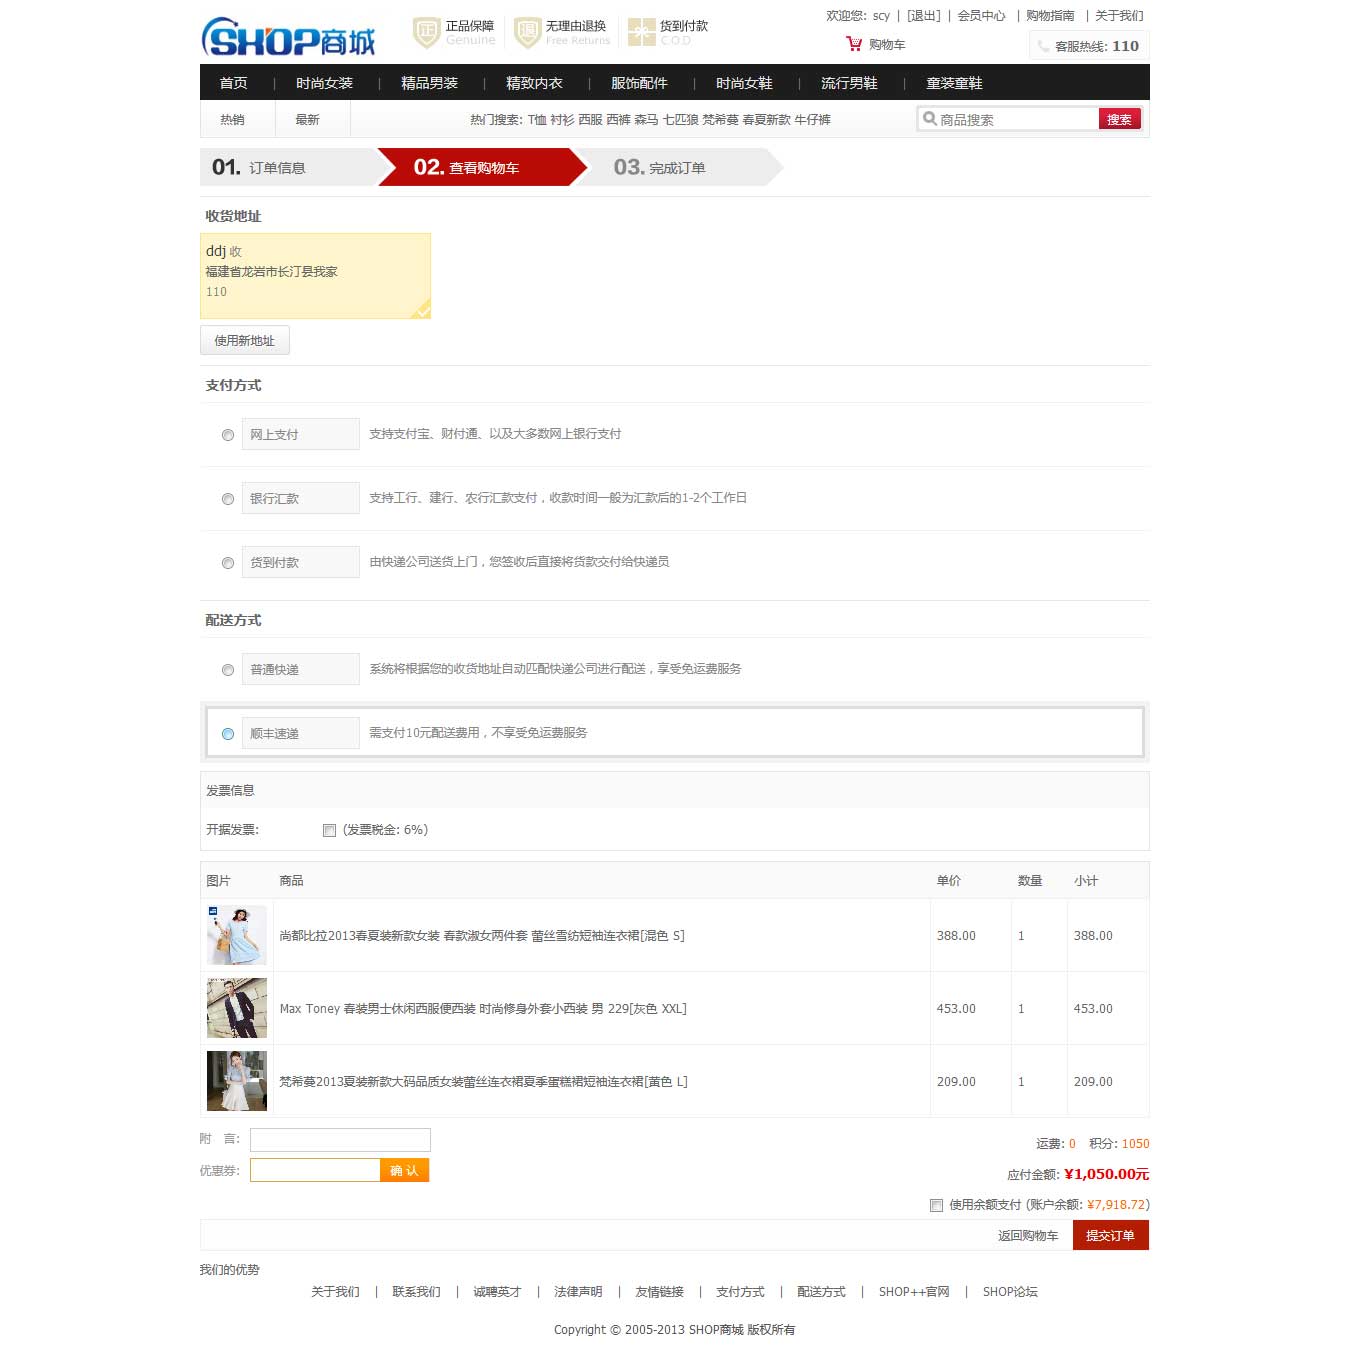 SHOP商城
正品保障
Genuine
无理由退换
Free Returns
货到付款
C.O.D
欢迎您: scy | [退出] | 会员中心 | 购物指南 | 关于我们
购物车
客服热线: 110
首页 | 时尚女装 | 精品男装 | 精致内衣 | 服饰配件 | 时尚女鞋 | 流行男鞋 | 童装童鞋
热销 最新 热门搜索: T恤 衬衫 西服 西裤 森马 七匹狼 梵希蔓 春夏新款 牛仔裤 商品搜索 搜索
01. 订单信息 02. 查看购物车 03. 完成订单
收货地址
ddj 收
福建省龙岩市长汀县我家
110
使用新地址
支付方式
网上支付 支持支付宝、财付通、以及大多数网上银行支付
银行汇款 支持工行、建行、农行汇款支付，收款时间一般为汇款后的1-2个工作日
货到付款 由快递公司送货上门，您签收后直接将货款交付给快递员
配送方式
普通快递 系统将根据您的收货地址自动匹配快递公司进行配送，享受免运费服务
顺丰速递 需支付10元配送费用，不享受免运费服务
发票信息
开据发票: (发票税金: 6%)
图片 商品 单价 数量 小计
尚都比拉2013春夏装新款女装 春款淑女两件套 蕾丝雪纺短袖连衣裙[混色 S] 388.00 1 388.00
Max Toney 春装男士休闲西服便西装 时尚修身外套小西装 男 229[灰色 XXL] 453.00 1 453.00
梵希蔓2013夏装新款大码品质女装蕾丝连衣裙夏季蛋糕裙短袖连衣裙[黄色 L] 209.00 1 209.00
附 言:
运费: 0 积分: 1050
优惠券: 确 认
应付金额: ¥1,050.00元
使用余额支付 (账户余额: ¥7,918.72)
返回购物车 提交订单
我们的优势
关于我们 | 联系我们 | 诚聘英才 | 法律声明 | 友情链接 | 支付方式 | 配送方式 | SHOP++官网 | SHOP论坛
Copyright © 2005-2013 SHOP商城 版权所有